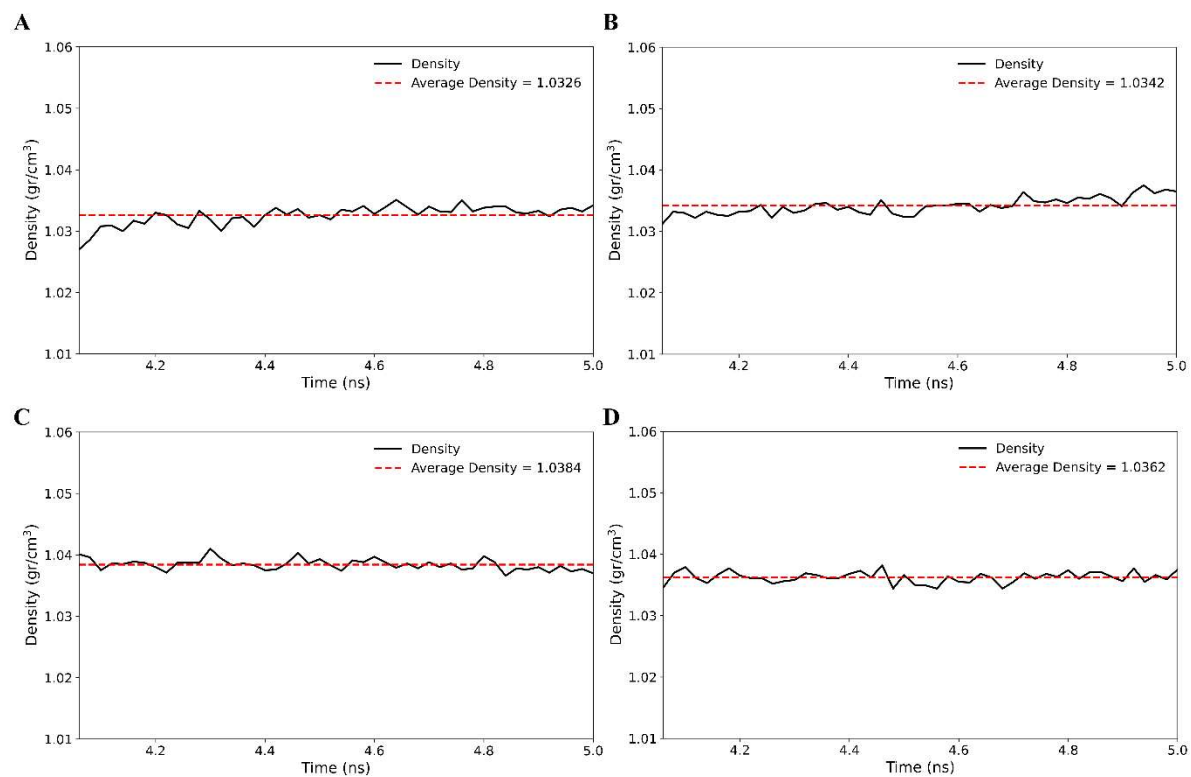 A
1.06
1.05
1.04
1.03
1.02
1.01
Density (gr/cm³)
Density
Average Density = 1.0326
4.2
4.4
4.6
4.8
5.0
Time (ns)
B
1.06
1.05
1.04
1.03
1.02
1.01
Density (gr/cm³)
Density
Average Density = 1.0342
4.2
4.4
4.6
4.8
5.0
Time (ns)
C
1.06
1.05
1.04
1.03
1.02
1.01
Density (gr/cm³)
Density
Average Density = 1.0384
4.2
4.4
4.6
4.8
5.0
Time (ns)
D
1.06
1.05
1.04
1.03
1.02
1.01
Density (gr/cm³)
Density
Average Density = 1.0362
4.2
4.4
4.6
4.8
5.0
Time (ns)